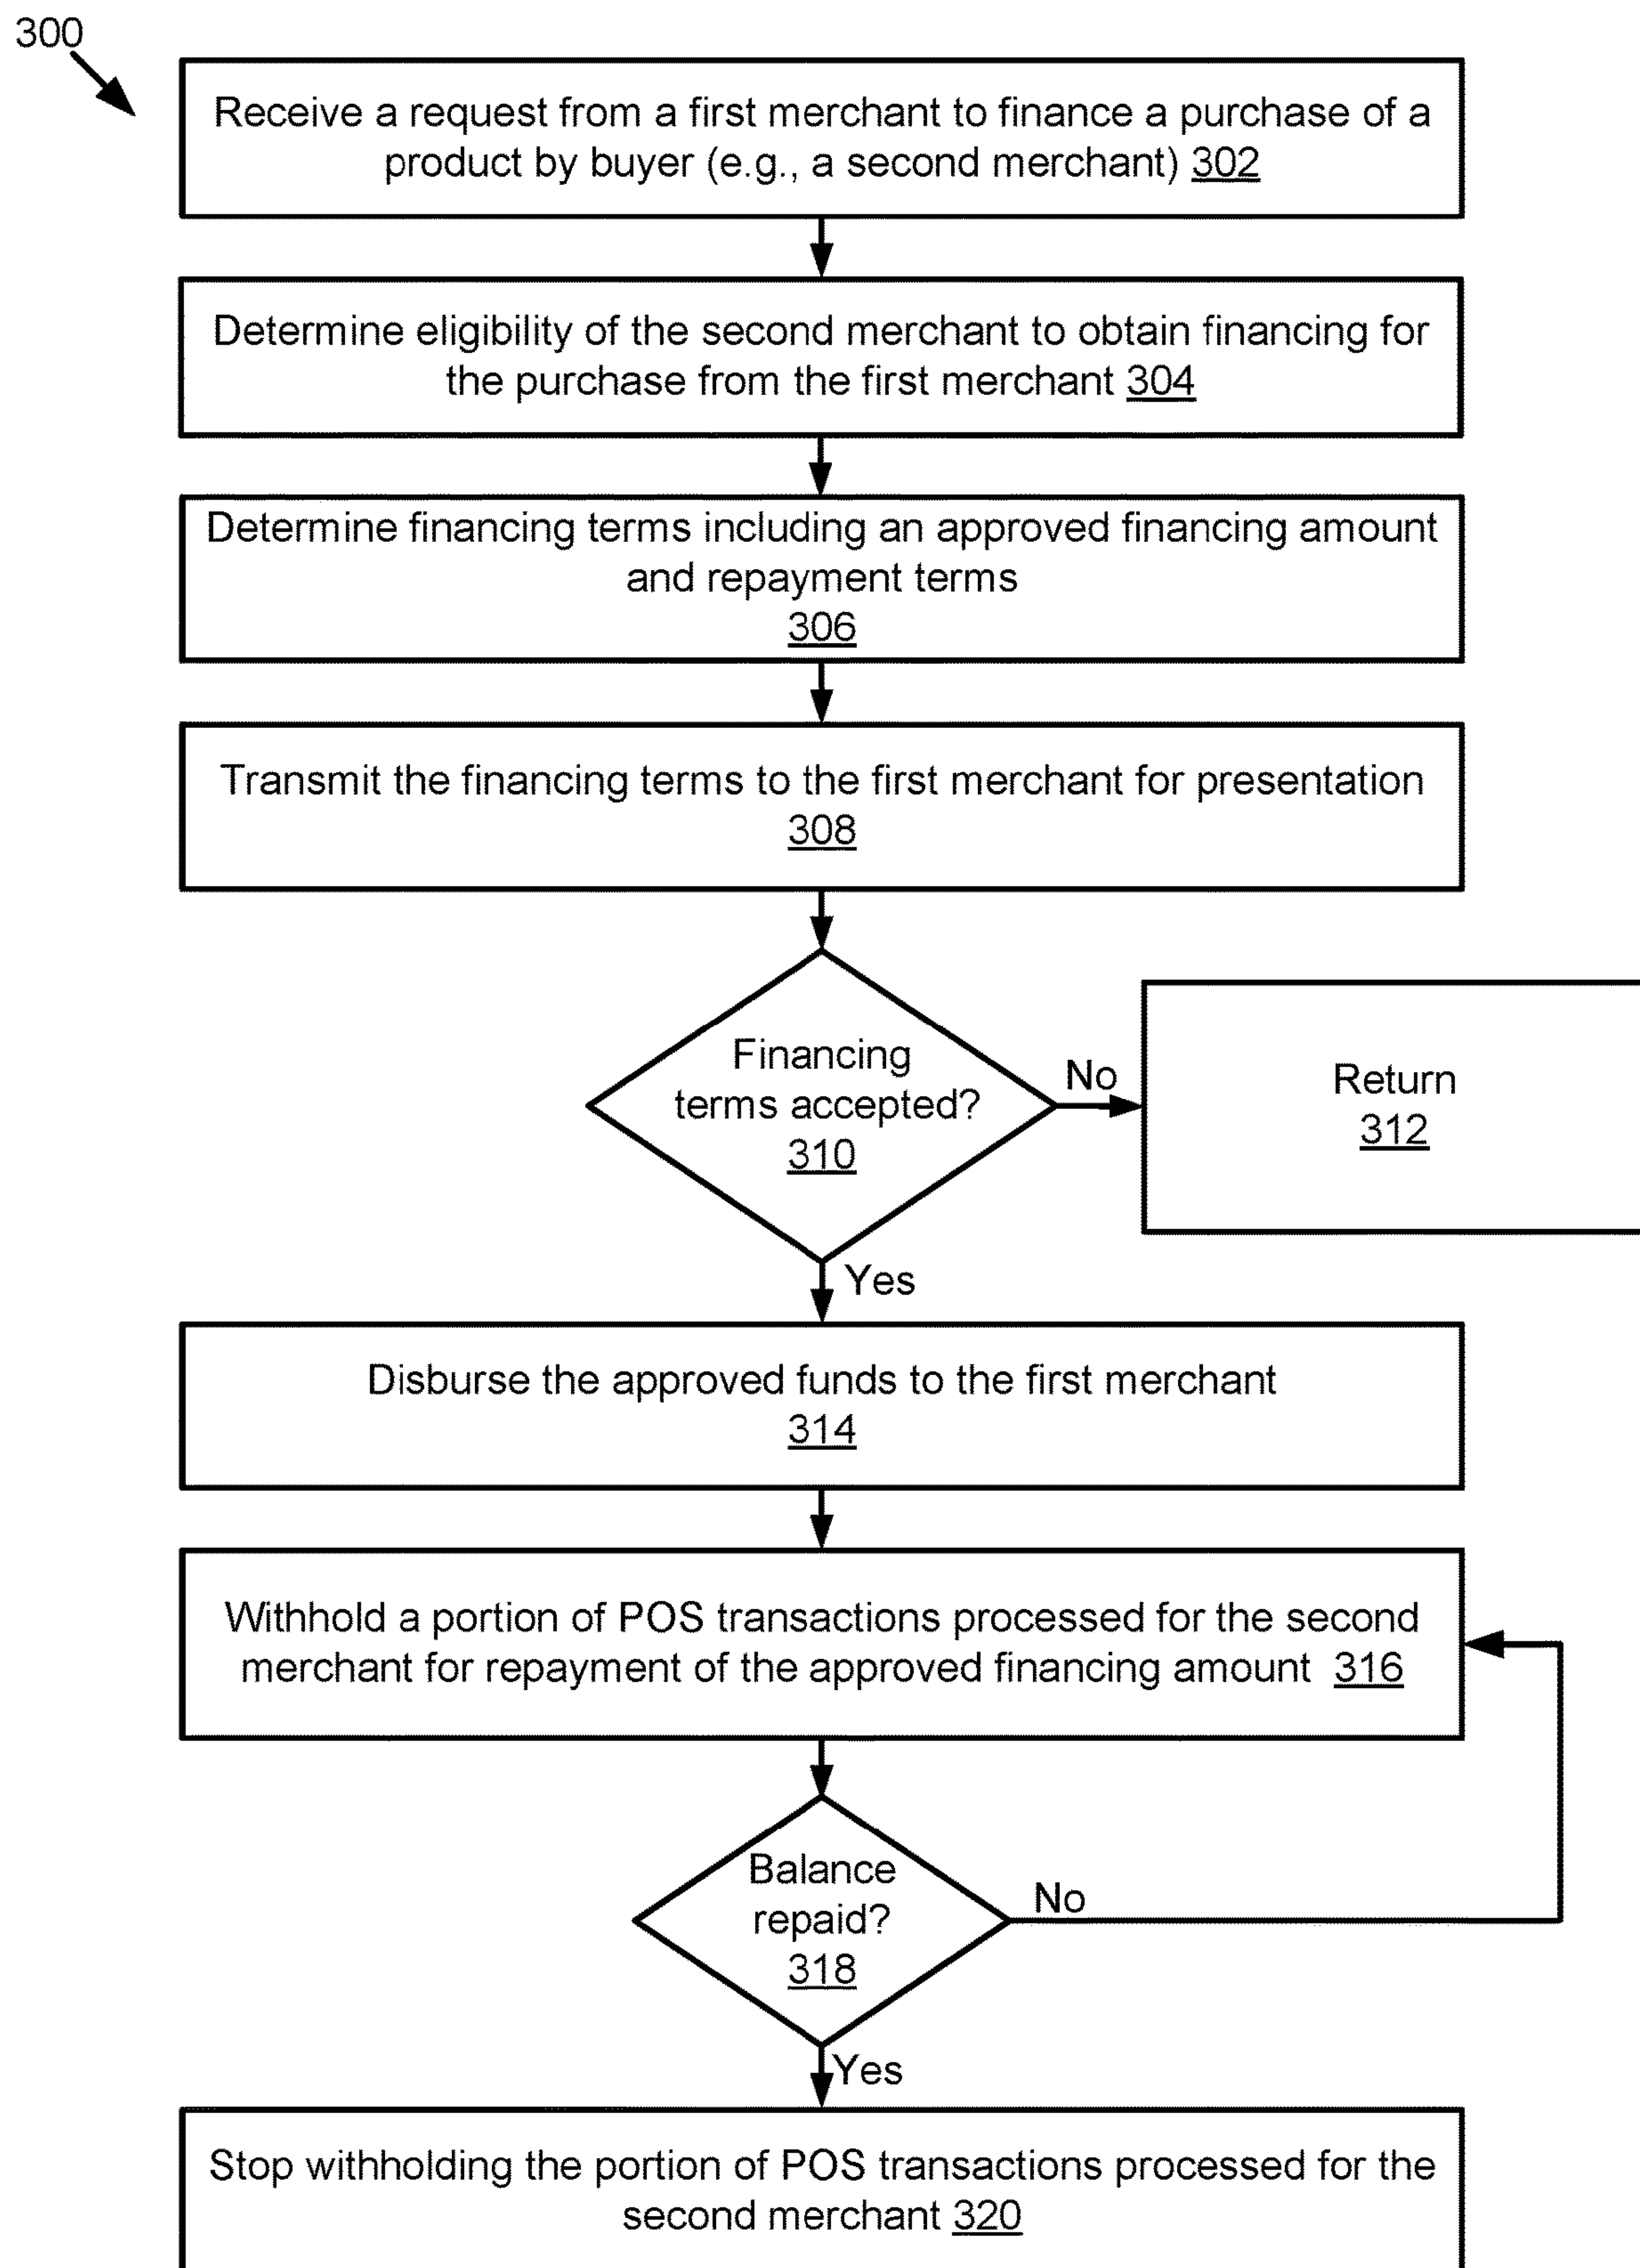 300
Receive a request from a first merchant to finance a purchase of a
product by buyer (e.g., a second merchant) 302
Determine eligibility of the second merchant to obtain financing for
the purchase from the first merchant 304
Determine financing terms including an approved financing amount
and repayment terms
306
Transmit the financing terms to the first merchant for presentation
308
Financing
terms accepted?
310
No
Return
312
Yes
Disburse the approved funds to the first merchant
314
Withhold a portion of POS transactions processed for the second
merchant for repayment of the approved financing amount 316
Balance
repaid?
318
No
Yes
Stop withholding the portion of POS transactions processed for the
second merchant 320